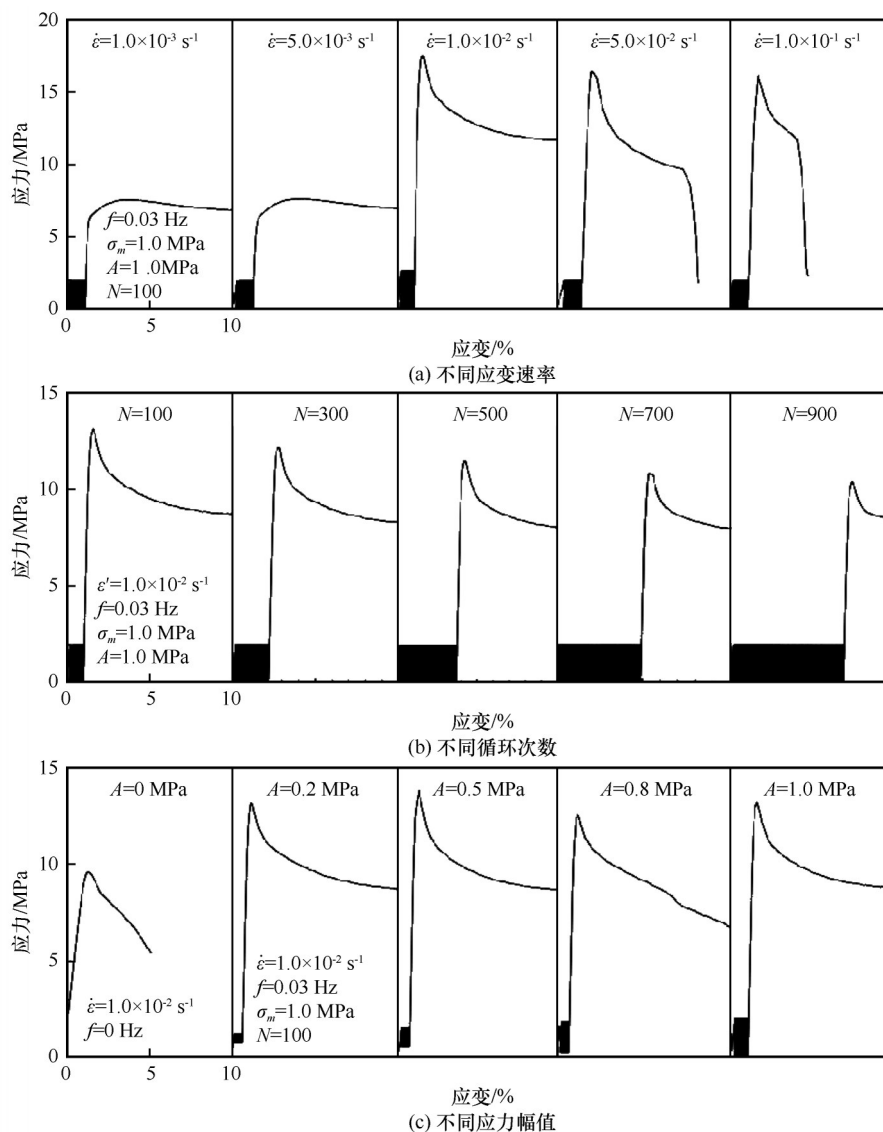 20
15
10
5
0
应力/MPa
ε̇=1.0×10⁻³ s⁻¹
ε̇=5.0×10⁻³ s⁻¹
ε̇=1.0×10⁻² s⁻¹
ε̇=5.0×10⁻² s⁻¹
ε̇=1.0×10⁻¹ s⁻¹
f=0.03 Hz
σm=1.0 MPa
A=1 .0MPa
N=100
0
5
10
应变/%
(a) 不同应变速率
15
10
5
0
应力/MPa
N=100
N=300
N=500
N=700
N=900
ε'=1.0×10⁻² s⁻¹
f=0.03 Hz
σm=1.0 MPa
A=1.0 MPa
0
5
10
应变/%
(b) 不同循环次数
15
10
5
0
应力/MPa
A=0 MPa
A=0.2 MPa
A=0.5 MPa
A=0.8 MPa
A=1.0 MPa
ε̇=1.0×10⁻² s⁻¹
f=0 Hz
ε̇=1.0×10⁻² s⁻¹
f=0.03 Hz
σm=1.0 MPa
N=100
0
5
10
应变/%
(c) 不同应力幅值